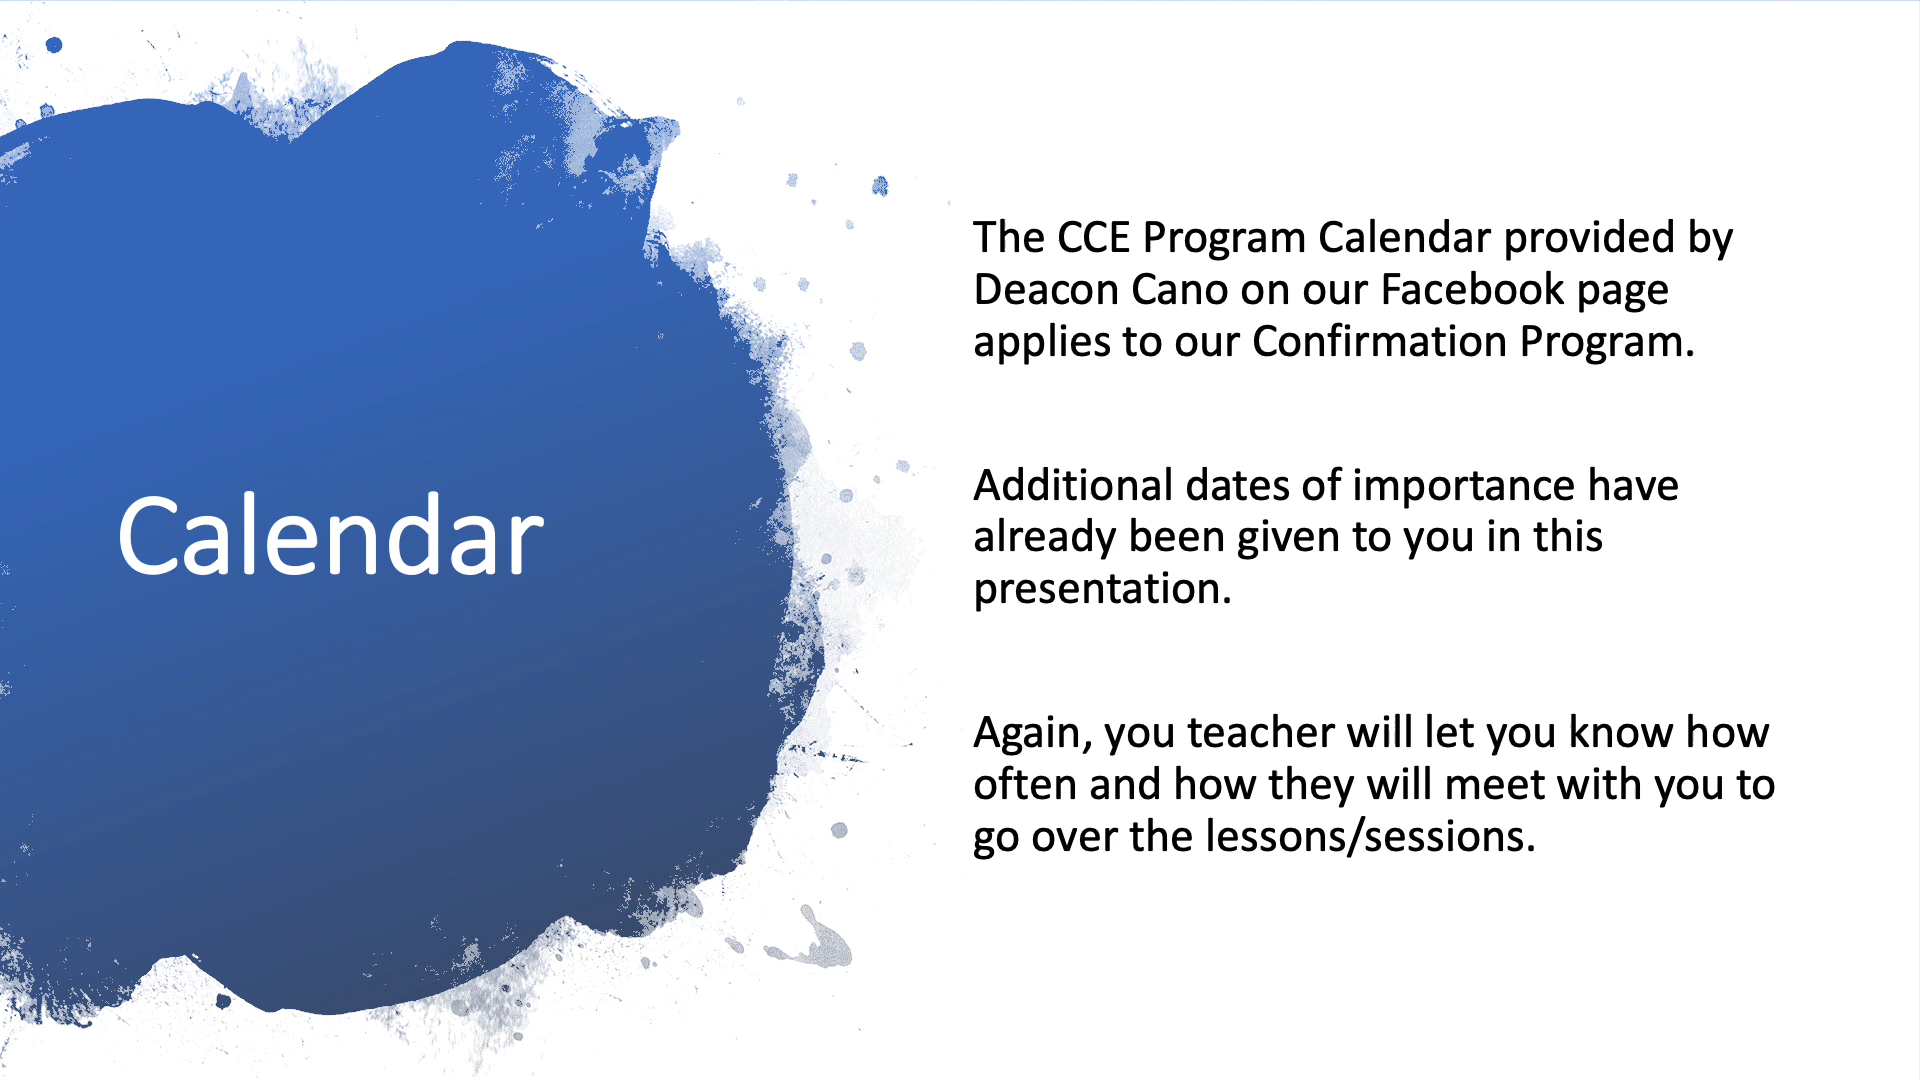 Calendar
The CCE Program Calendar provided by
Deacon Cano on our Facebook page
applies to our Confirmation Program.
Additional dates of importance have
already been given to you in this
presentation.
Again, you teacher will let you know how
often and how they will meet with you to
go over the lessons/sessions.